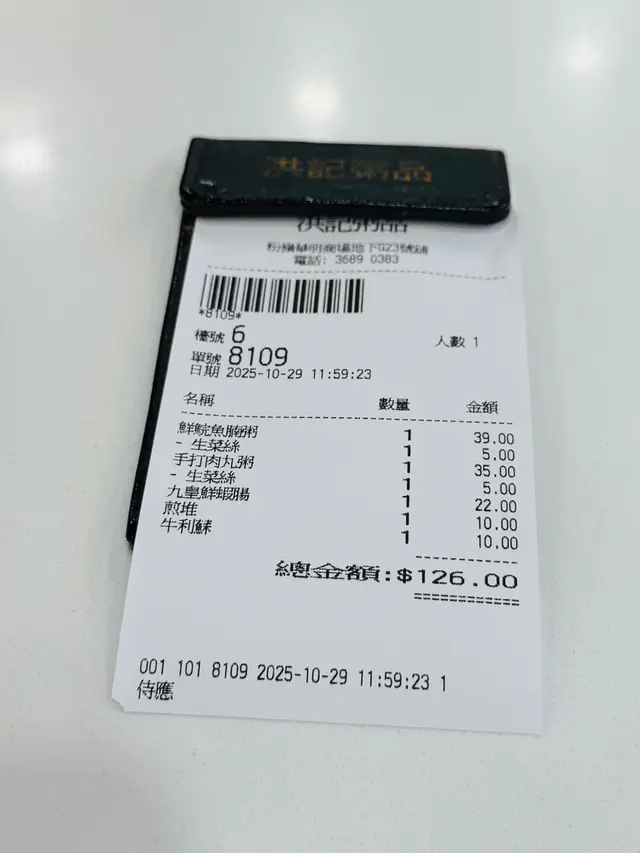 洪記粥品
洪記粥品
粉嶺華明商場地下G23號舖
電話: 3689 0383
*8109*
檯號 6
人數 1
單號 8109
日期 2025-10-29 11:59:23
名稱 數量 金額
鮮鯇魚腩粥 1 39.00
- 生菜絲 1 5.00
手打肉丸粥 1 35.00
- 生菜絲 1 5.00
九皇鮮蝦腸 1 22.00
煎堆 1 10.00
牛利穌 1 10.00
總金額:$126.00
001 101 8109 2025-10-29 11:59:23 1
侍應